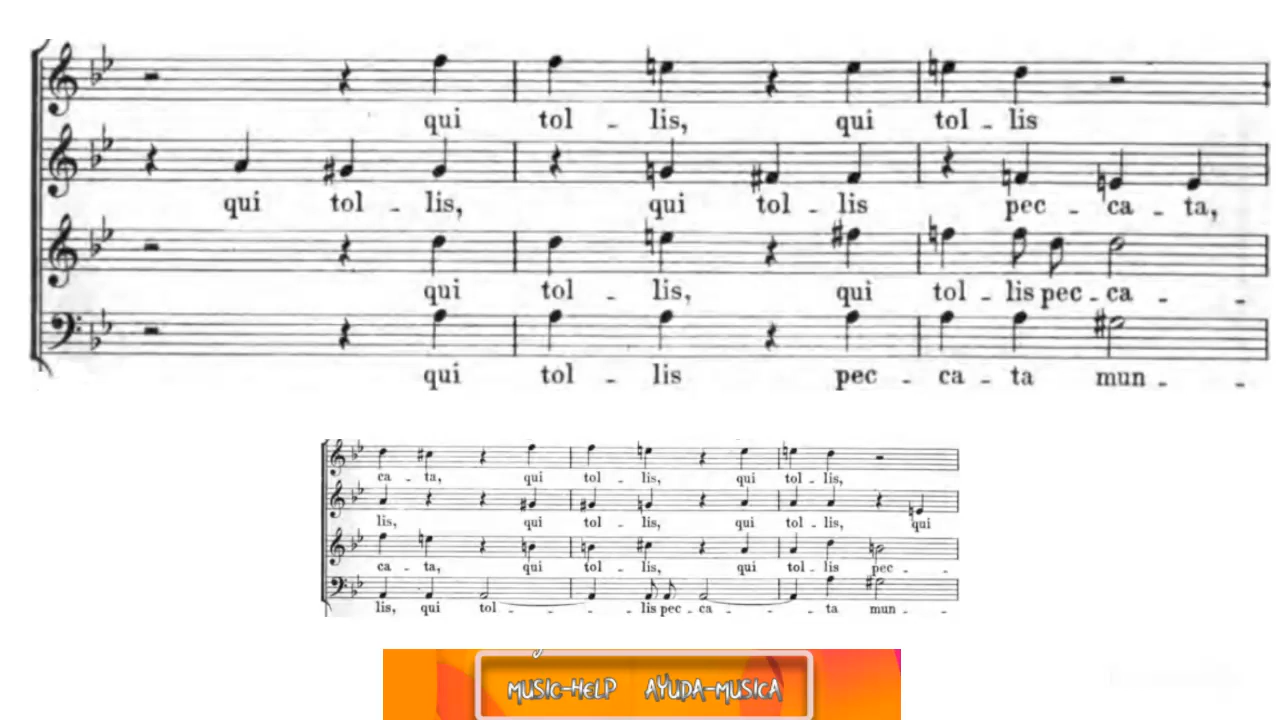 qui tol - lis, qui tol - lis
qui tol - lis, qui tol - lis pec - ca - ta,
qui tol - lis, qui tol - lis pec - ca - -
qui tol - lis pec - ca - ta mun - -
ca - ta, qui tol - lis, qui tol - lis,
lis, qui tol - lis, qui tol - lis, qui
ca - ta, qui tol - lis, qui tol - lis pec - -
lis, qui tol - - - lis pec - ca - - ta mun - -
MUSIC-HELP AYUDA-MUSICA